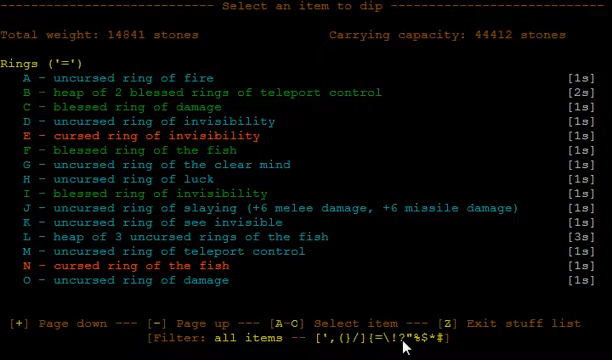 Select an item to dip
Total weight: 14841 stones Carrying capacity: 44412 stones
Rings ('=')
A - uncursed ring of fire [1s]
B - heap of 2 blessed rings of teleport control [2s]
C - blessed ring of damage [1s]
D - uncursed ring of invisibility [1s]
E - cursed ring of invisibility [1s]
F - blessed ring of the fish [1s]
G - uncursed ring of the clear mind [1s]
H - uncursed ring of luck [1s]
I - blessed ring of invisibility [1s]
J - uncursed ring of slaying (+6 melee damage, +6 missile damage) [1s]
K - uncursed ring of see invisible [1s]
L - heap of 3 uncursed rings of the fish [3s]
M - uncursed ring of teleport control [1s]
N - cursed ring of the fish [1s]
O - uncursed ring of damage [1s]
[+] Page down --- [-] Page up --- [A-O] Select item --- [Z] Exit stuff list
[Filter: all items -- [',(}/]{=\!?"%$*#]